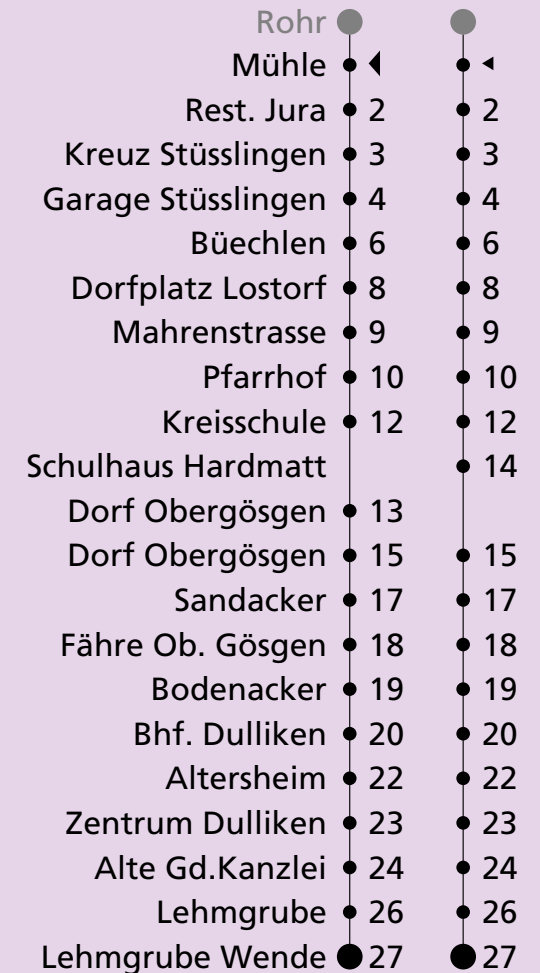 Rohr
Mühle
Rest. Jura 2 2
Kreuz Stüsslingen 3 3
Garage Stüsslingen 4 4
Büechlen 6 6
Dorfplatz Lostorf 8 8
Mahrenstrasse 9 9
Pfarrhof 10 10
Kreisschule 12 12
Schulhaus Hardmatt 14
Dorf Obergösgen 13
Dorf Obergösgen 15 15
Sandacker 17 17
Fähre Ob. Gösgen 18 18
Bodenacker 19 19
Bhf. Dulliken 20 20
Altersheim 22 22
Zentrum Dulliken 23 23
Alte Gd.Kanzlei 24 24
Lehmgrube 26 26
Lehmgrube Wende 27 27